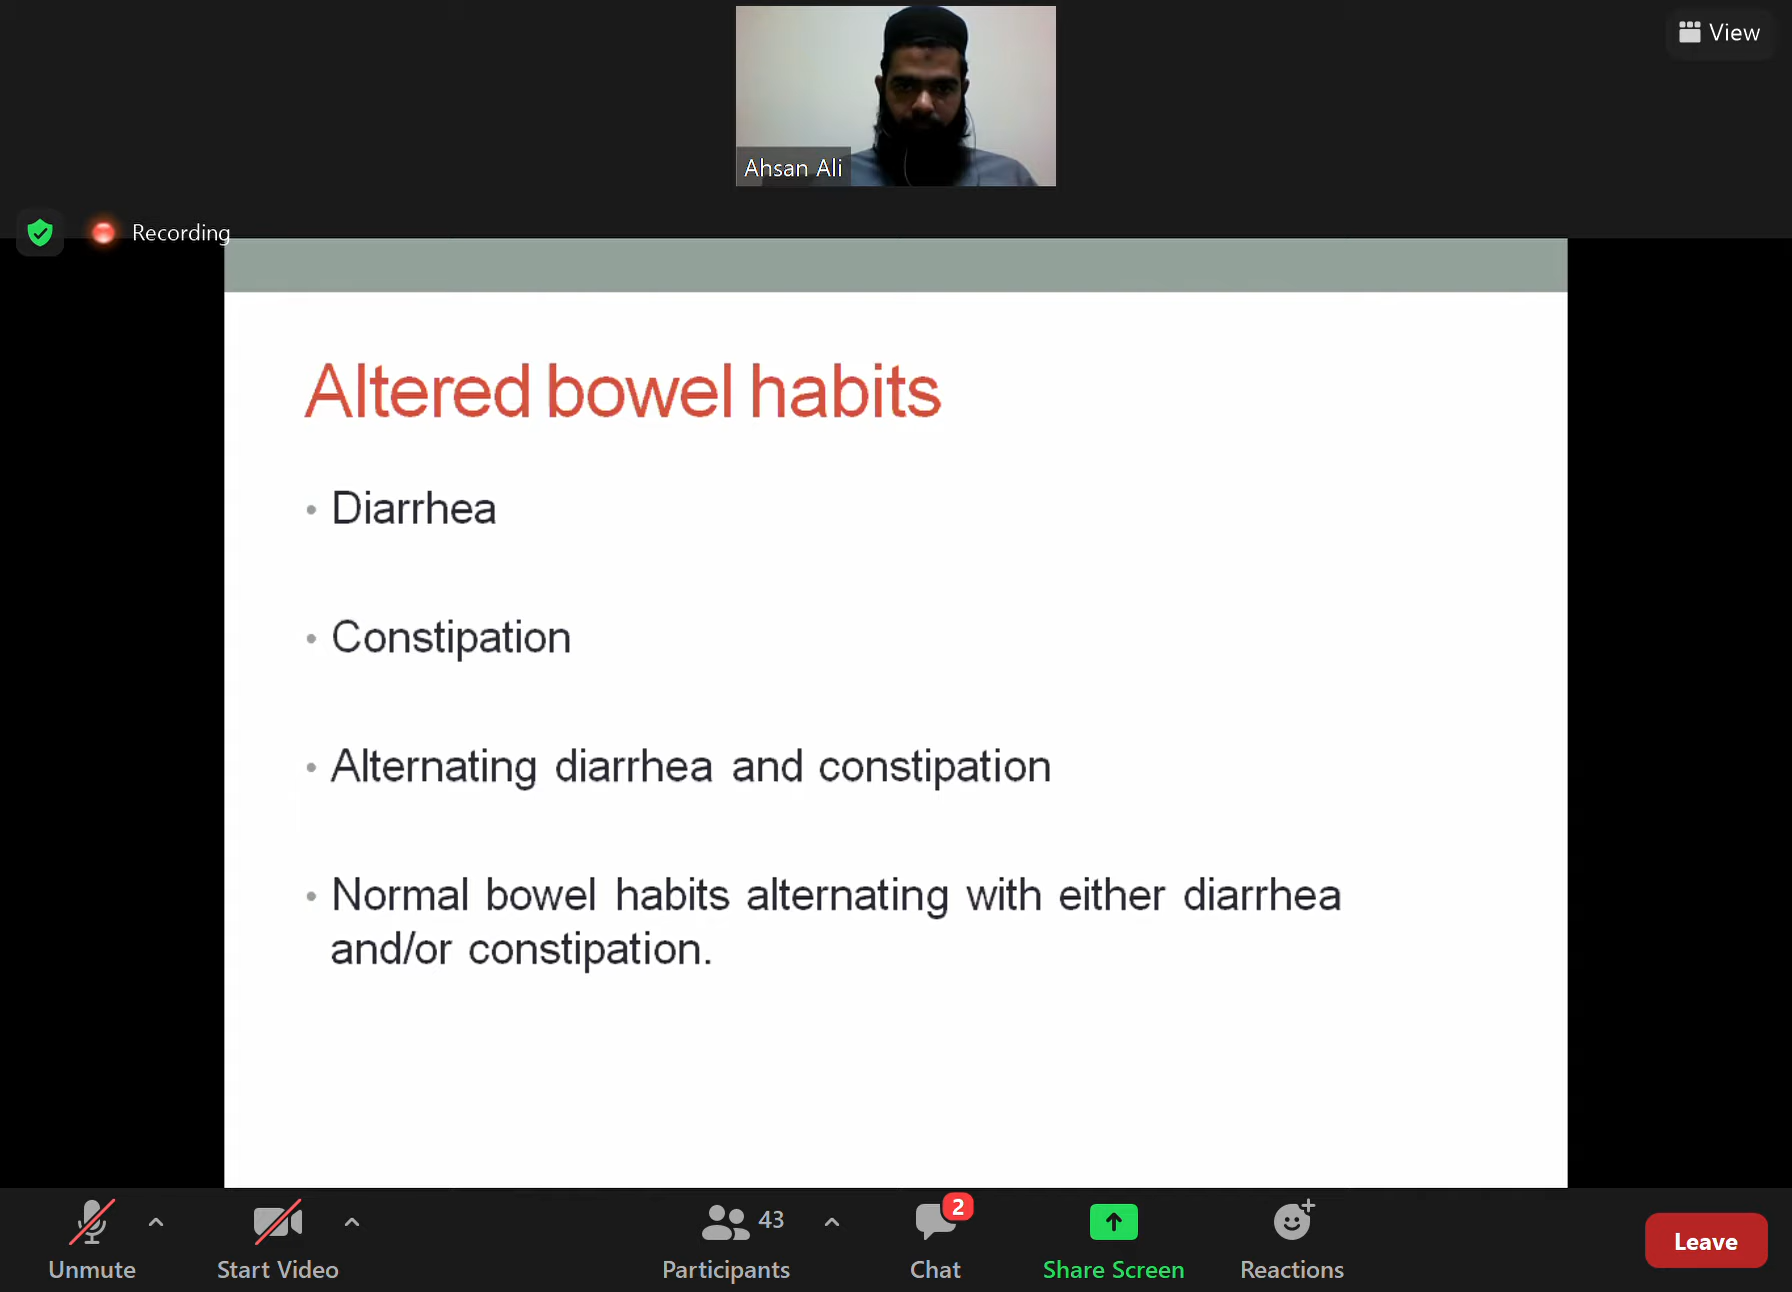 View
Ahsan Ali
Recording
Altered bowel habits
• Diarrhea
• Constipation
• Alternating diarrhea and constipation
• Normal bowel habits alternating with either diarrhea
and/or constipation.
43
2
Unmute
Start Video
Participants
Chat
Share Screen
Reactions
Leave